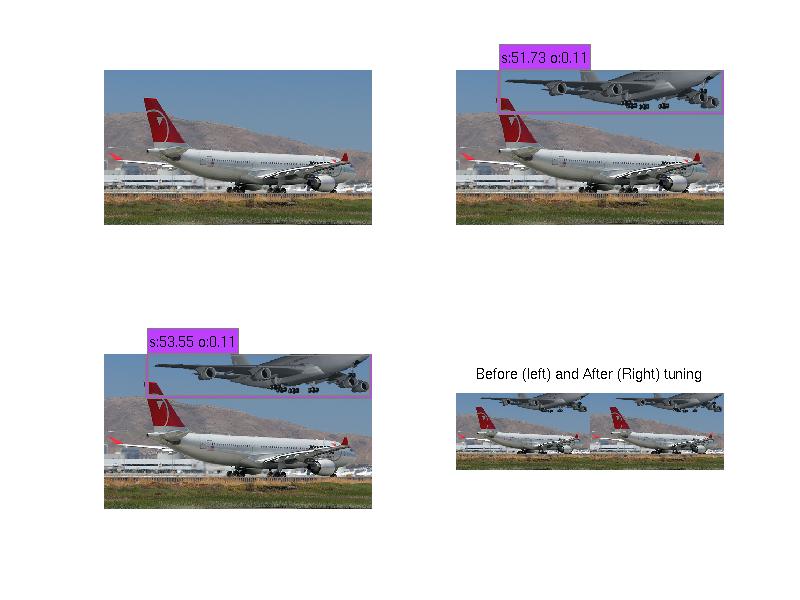 s:51.73 o:0.11
s:53.55 o:0.11
Before (left) and After (Right) tuning